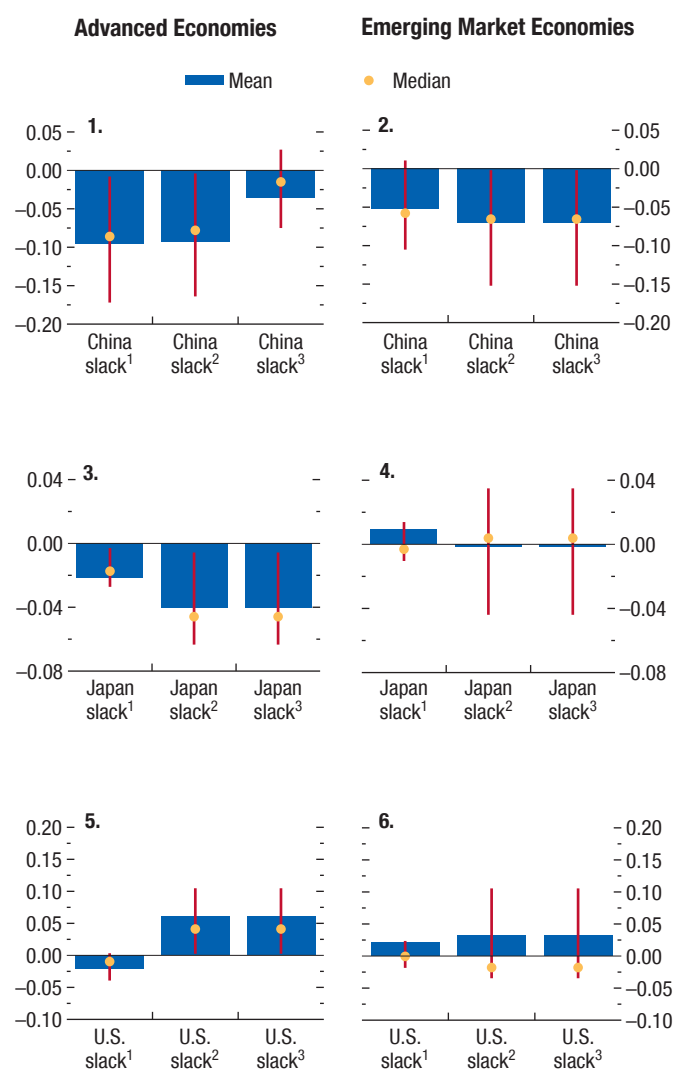 Advanced Economies
Emerging Market Economies
Mean
Median
1.
0.05
0.00
–0.05
–0.10
–0.15
–0.20
China slack¹
China slack²
China slack³
2.
0.05
0.00
–0.05
–0.10
–0.15
–0.20
China slack¹
China slack²
China slack³
3.
0.04
0.00
–0.04
–0.08
Japan slack¹
Japan slack²
Japan slack³
4.
0.04
0.00
–0.04
–0.08
Japan slack¹
Japan slack²
Japan slack³
5.
0.20
0.15
0.10
0.05
0.00
–0.05
–0.10
U.S. slack¹
U.S. slack²
U.S. slack³
6.
0.20
0.15
0.10
0.05
0.00
–0.05
–0.10
U.S. slack¹
U.S. slack²
U.S. slack³